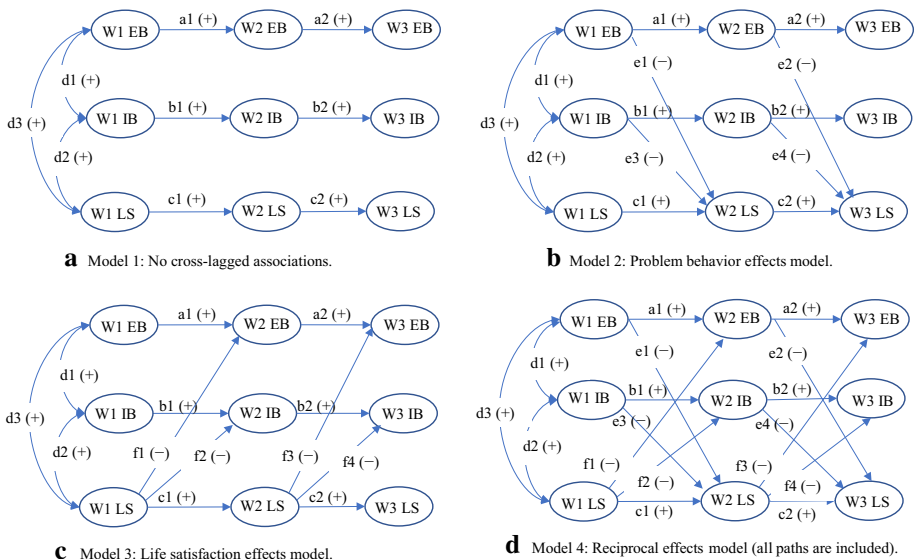 W1 EB a1 (+) W2 EB a2 (+) W3 EB
d1 (+)
d3 (+) W1 IB b1 (+) W2 IB b2 (+) W3 IB
d2 (+)
W1 LS c1 (+) W2 LS c2 (+) W3 LS
a Model 1: No cross-lagged associations.
W1 EB a1 (+) W2 EB a2 (+) W3 EB
d1 (+) e1 (−) e2 (−)
d3 (+) W1 IB b1 (+) W2 IB b2 (+) W3 IB
d2 (+) e3 (−) e4 (−)
W1 LS c1 (+) W2 LS c2 (+) W3 LS
b Model 2: Problem behavior effects model.
W1 EB a1 (+) W2 EB a2 (+) W3 EB
d1 (+)
d3 (+) W1 IB b1 (+) W2 IB b2 (+) W3 IB
d2 (+) f1 (−) f2 (−) f3 (−) f4 (−)
W1 LS c1 (+) W2 LS c2 (+) W3 LS
c Model 3: Life satisfaction effects model.
W1 EB a1 (+) W2 EB a2 (+) W3 EB
d1 (+) e1 (−) e2 (−)
d3 (+) W1 IB b1 (+) W2 IB b2 (+) W3 IB
d2 (+) e3 (−) e4 (−)
f1 (−) f2 (−) f3 (−) f4 (−)
W1 LS c1 (+) W2 LS c2 (+) W3 LS
d Model 4: Reciprocal effects model (all paths are included).